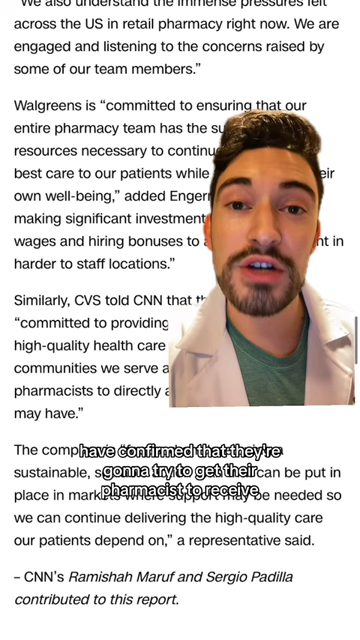 "We also understand the immense pressures felt
across the US in retail pharmacy right now. We are
engaged and listening to the concerns raised by
some of our team members."
Walgreens is "committed to ensuring that our
entire pharmacy team has the
resources necessary to
best care to our patients while
own well-being," added
making significant
wages and hiring bonuses to in
harder to staff locations."
Similarly, CVS told CNN that
"committed to providing
high-quality health care
communities we serve
pharmacists to directly
may have."
The
sustainable, can be put in
place in be needed so
have confirmed that they're
gonna try to get their
pharmacist to receive
we can continue delivering the high-quality care
our patients depend on," a representative said.
– CNN's Ramishah Maruf and Sergio Padilla
contributed to this report.